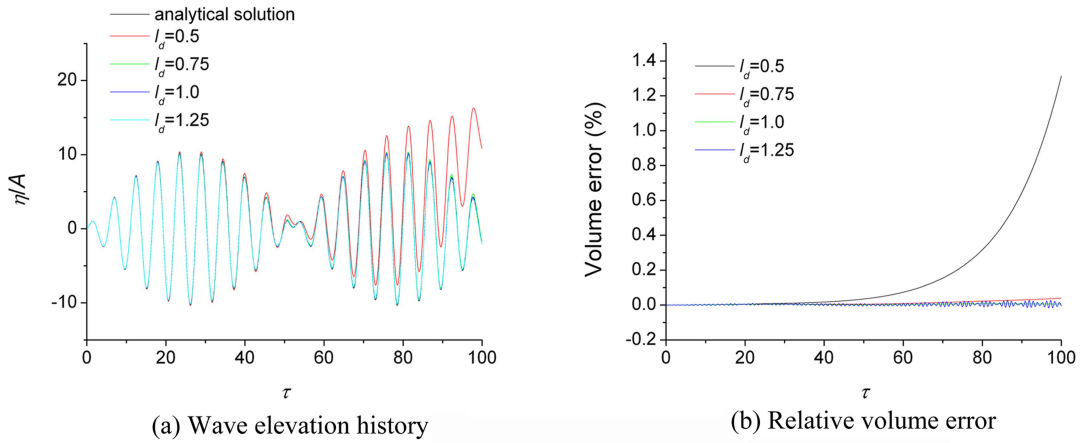 analytical solution
l_d=0.5
l_d=0.75
l_d=1.0
l_d=1.25
η/A
20
10
0
-10
0 20 40 60 80 100
τ
(a) Wave elevation history
l_d=0.5
l_d=0.75
l_d=1.0
l_d=1.25
Volume error (%)
1.4
1.2
1.0
0.8
0.6
0.4
0.2
0.0
-0.2
0 20 40 60 80 100
τ
(b) Relative volume error